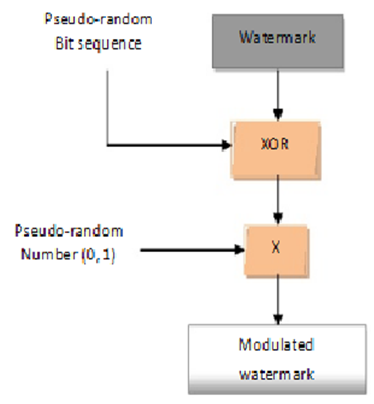 Pseudo-random
Bit sequence
Watermark
XOR
Pseudo-random
Number (0,1)
X
Modulated
watermark